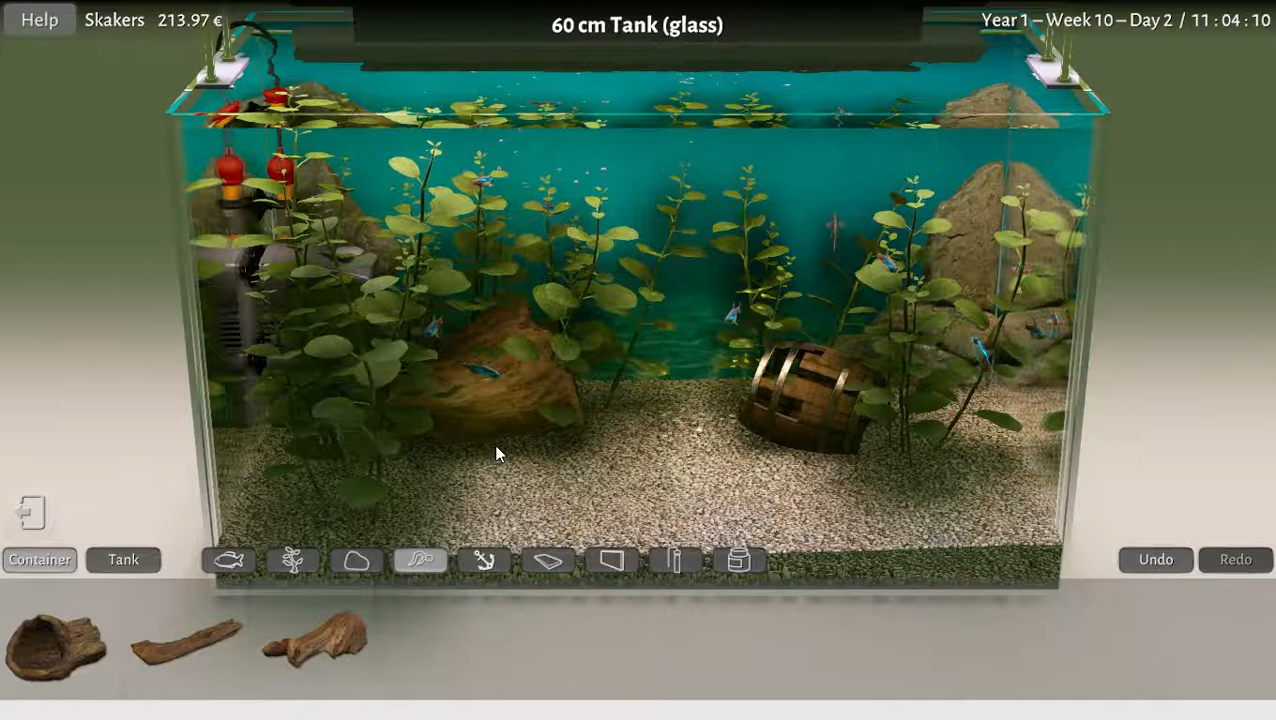 Help Skakers 213.97 € 60 cm Tank (glass) Year 1 – Week 10 – Day 2 / 11:04:10
Container Tank Undo Redo